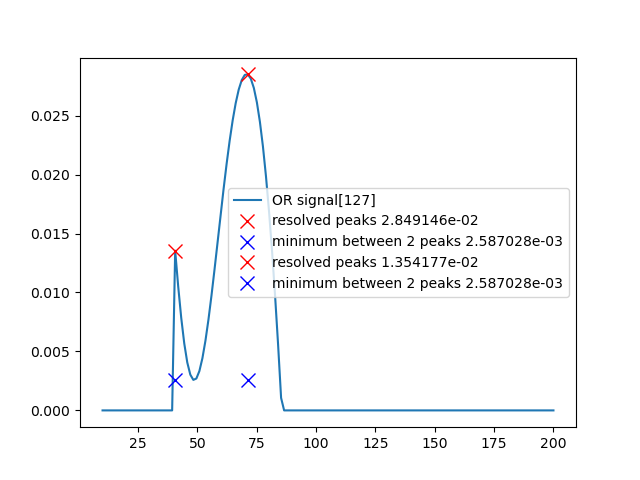 0.025
0.020
0.015
0.010
0.005
0.000
OR signal[127]
resolved peaks 2.849146e-02
minimum between 2 peaks 2.587028e-03
resolved peaks 1.354177e-02
minimum between 2 peaks 2.587028e-03
25 50 75 100 125 150 175 200